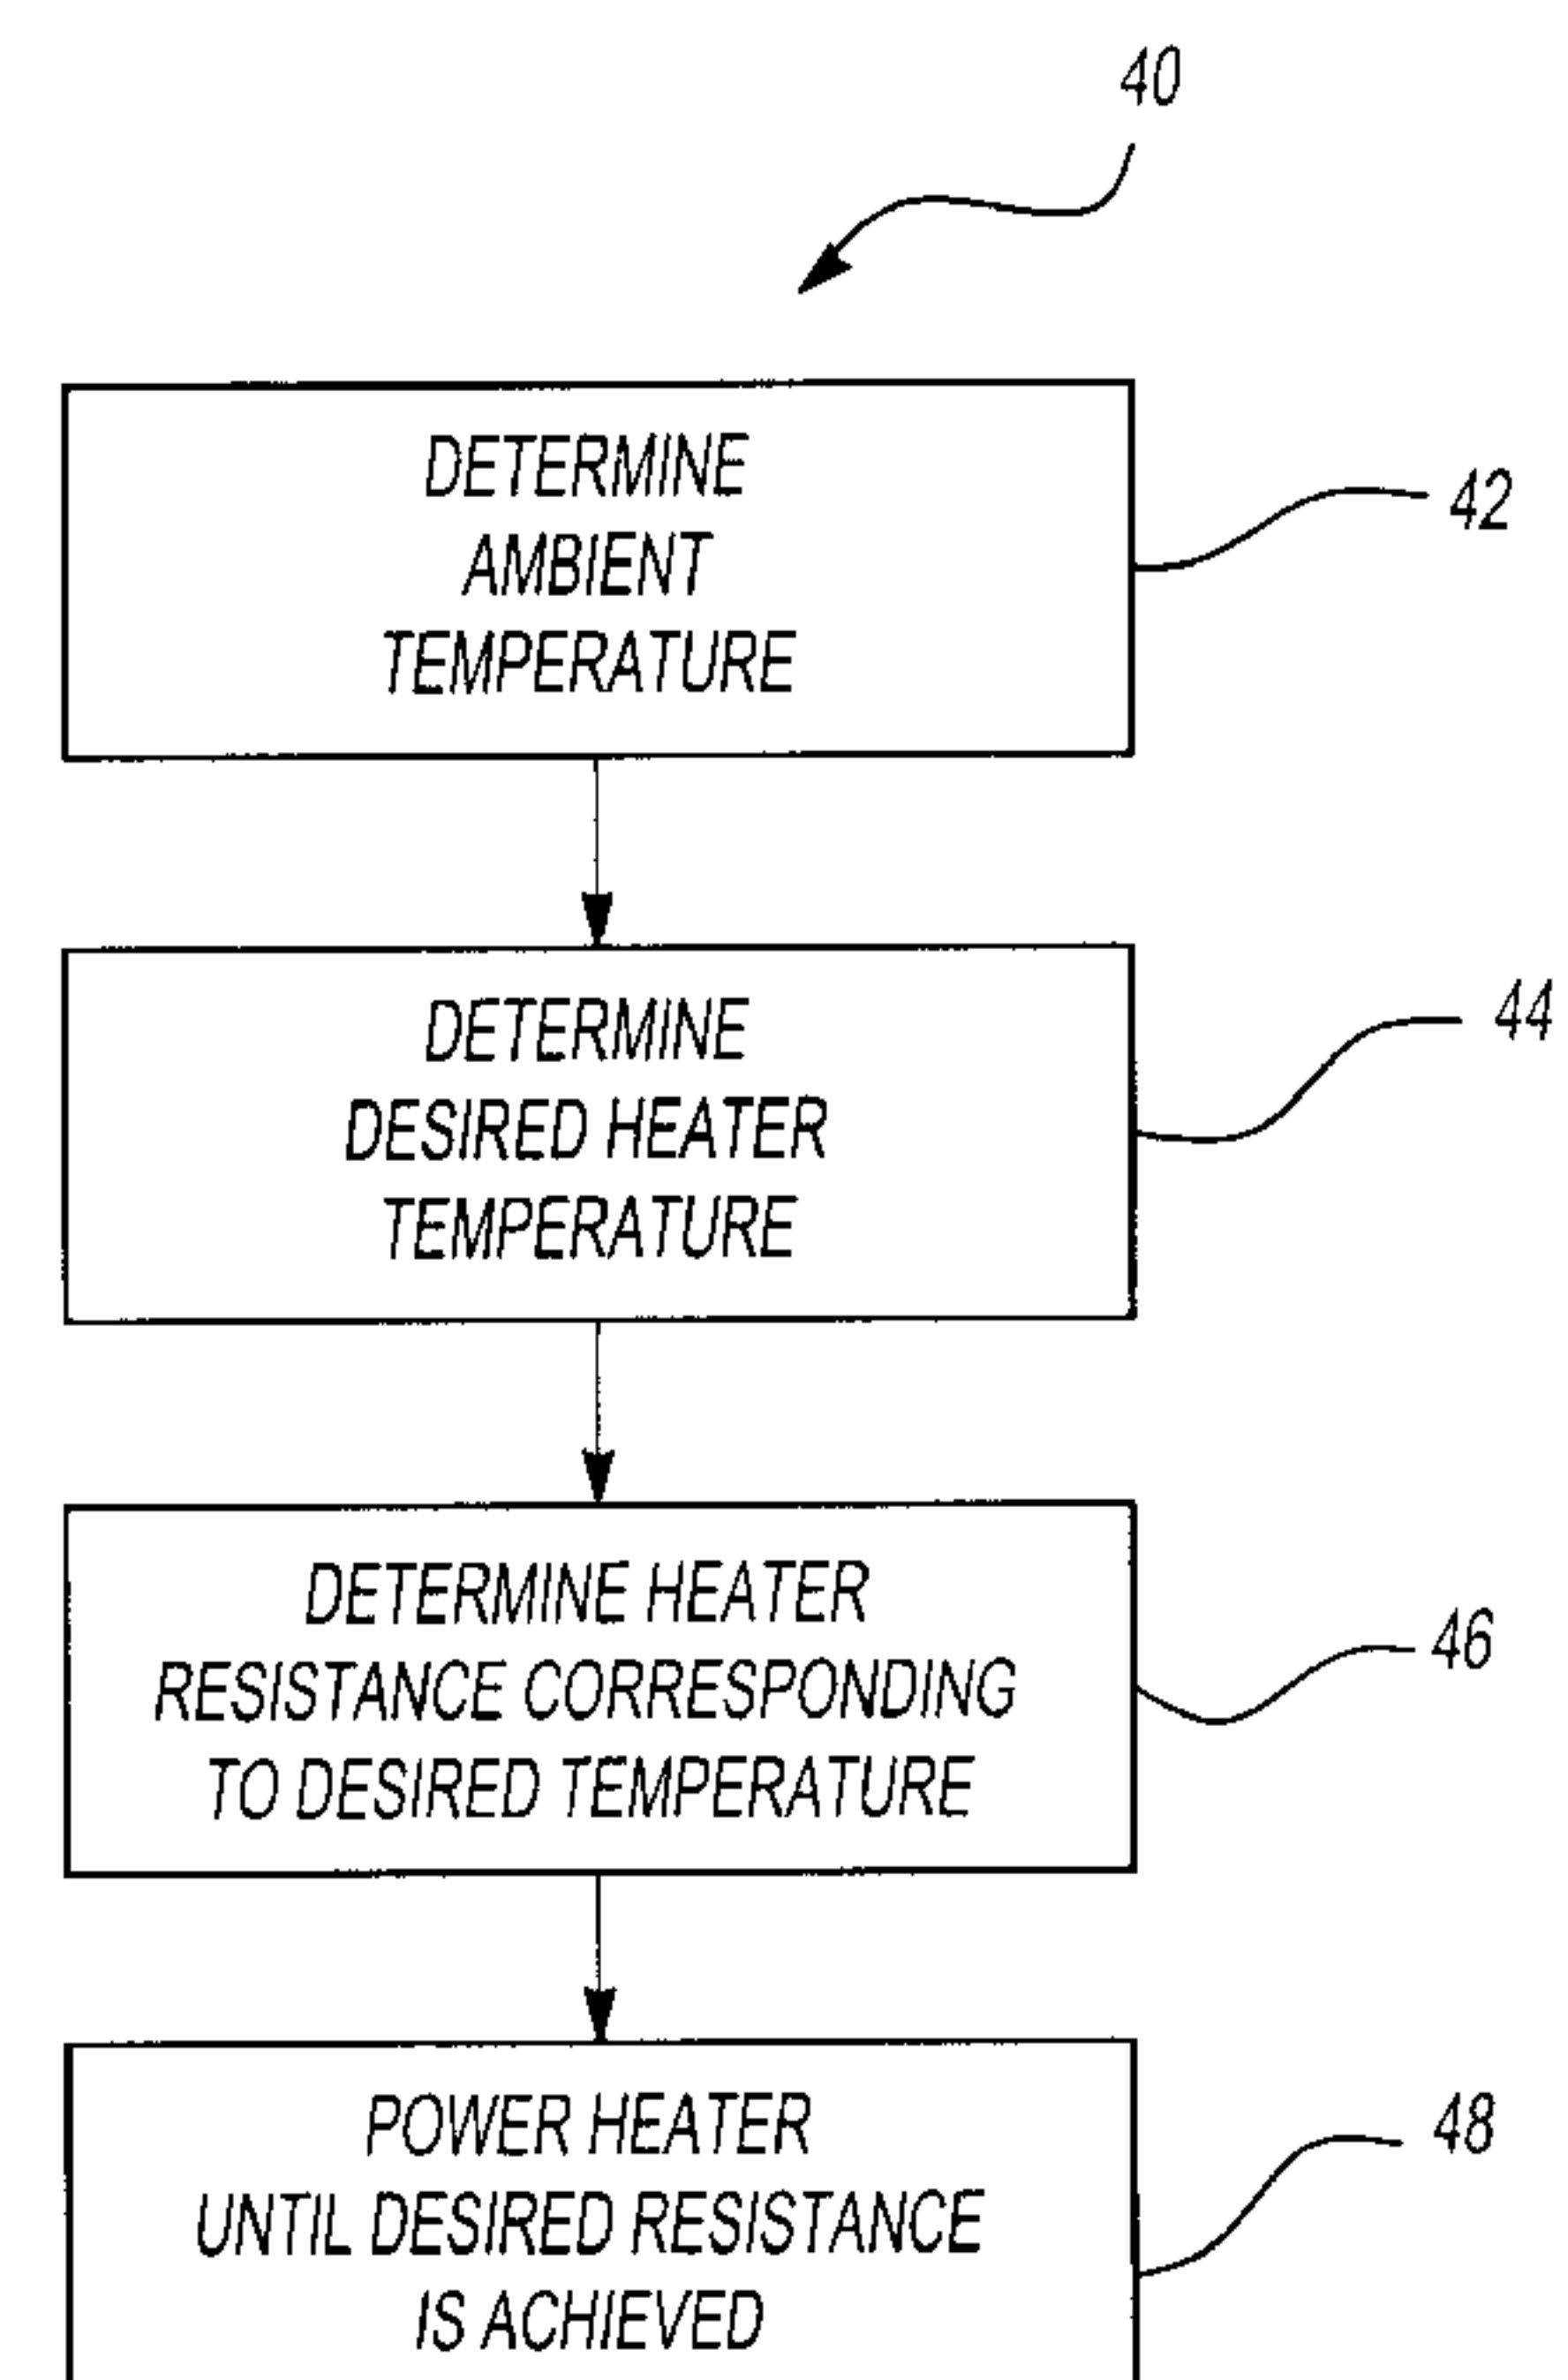 40
DETERMINE
AMBIENT
TEMPERATURE
42
DETERMINE
DESIRED HEATER
TEMPERATURE
44
DETERMINE HEATER
RESISTANCE CORRESPONDING
TO DESIRED TEMPERATURE
46
POWER HEATER
UNTIL DESIRED RESISTANCE
IS ACHIEVED
48